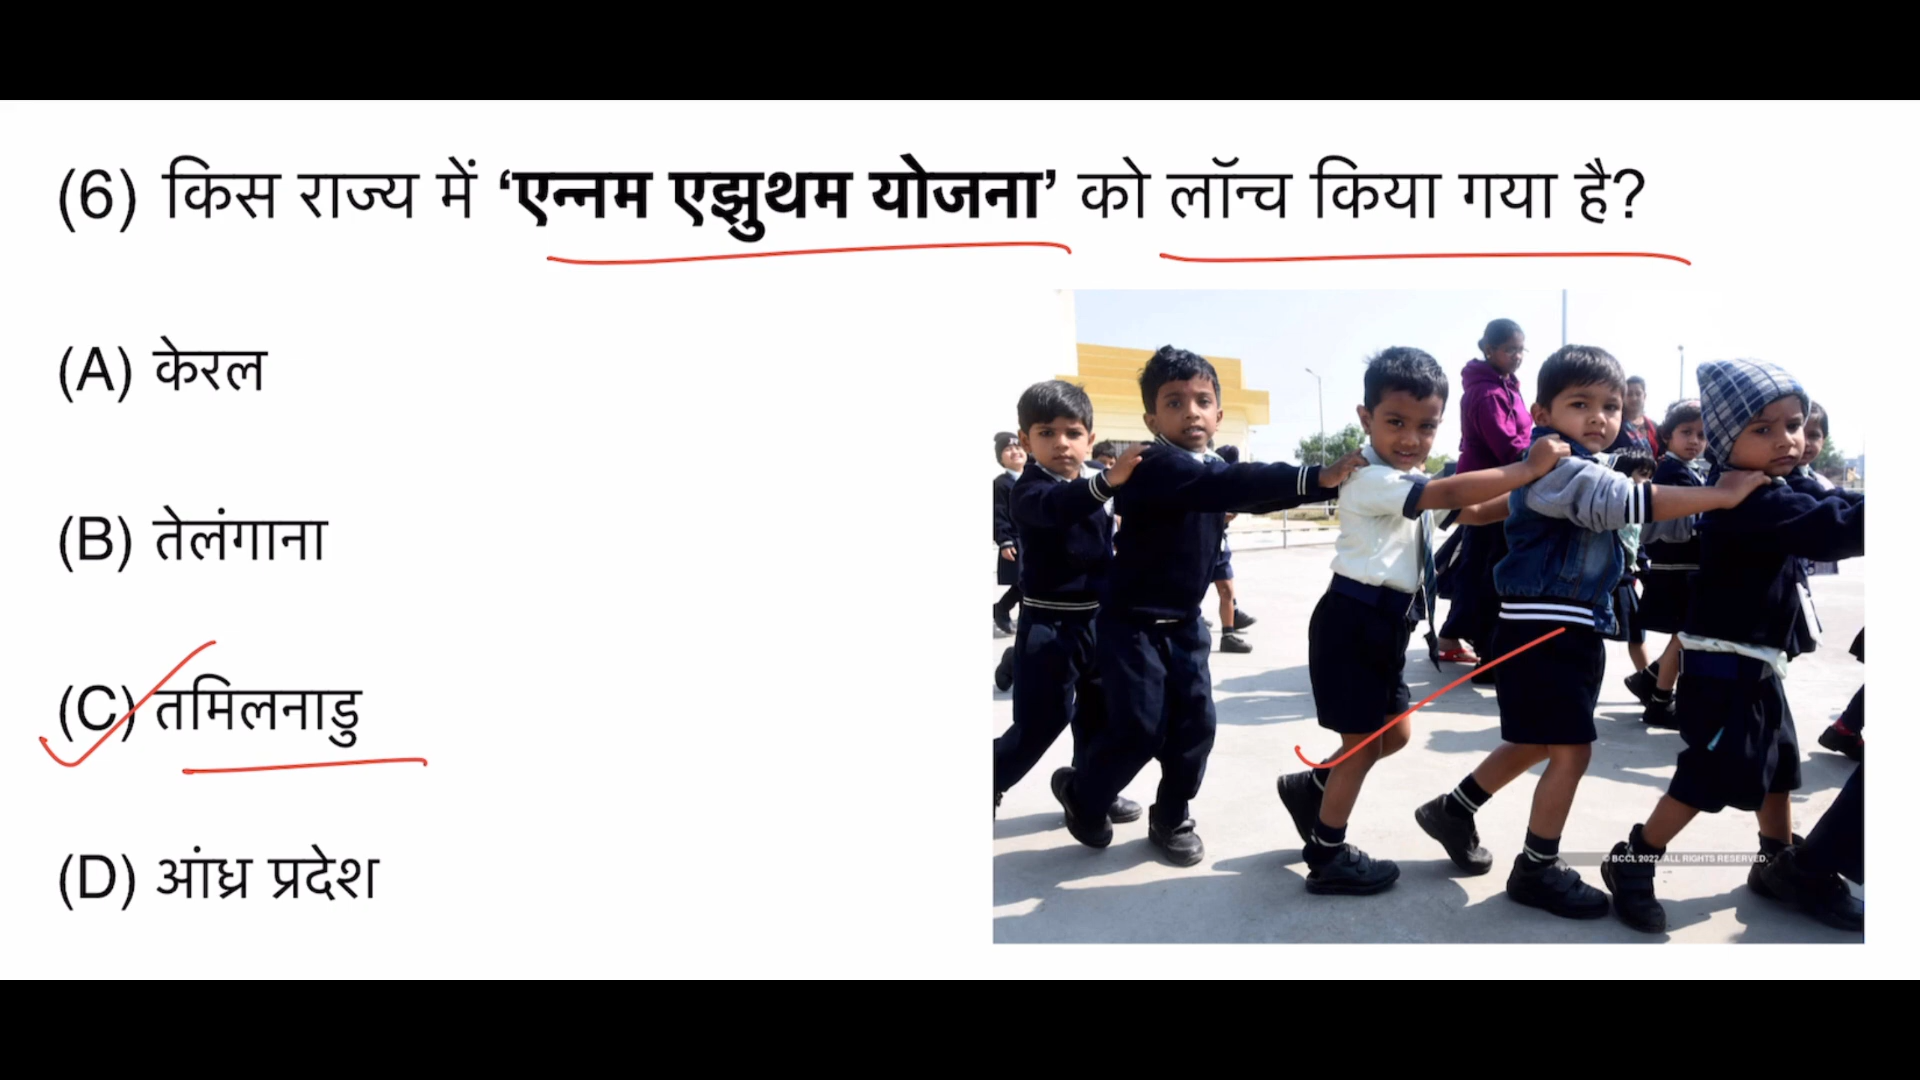 (6) किस राज्य में ‘एन्नम एझुथम योजना’ को लॉन्च किया गया है?
(A) केरल
(B) तेलंगाना
(C) तमिलनाडु
(D) आंध्र प्रदेश
© BCCL 2022. ALL RIGHTS RESERVED.